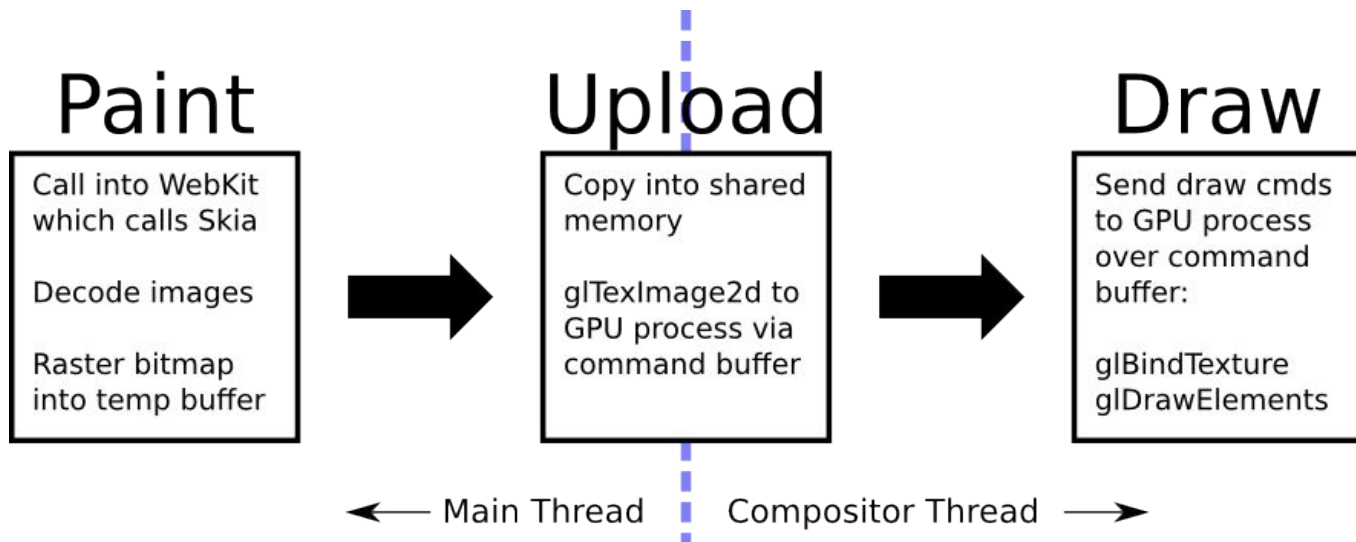 Paint
Call into WebKit
which calls Skia
Decode images
Raster bitmap
into temp buffer
Upload
Copy into shared
memory
glTexImage2d to
GPU process via
command buffer
Draw
Send draw cmds
to GPU process
over command
buffer:
glBindTexture
glDrawElements
Main Thread
Compositor Thread